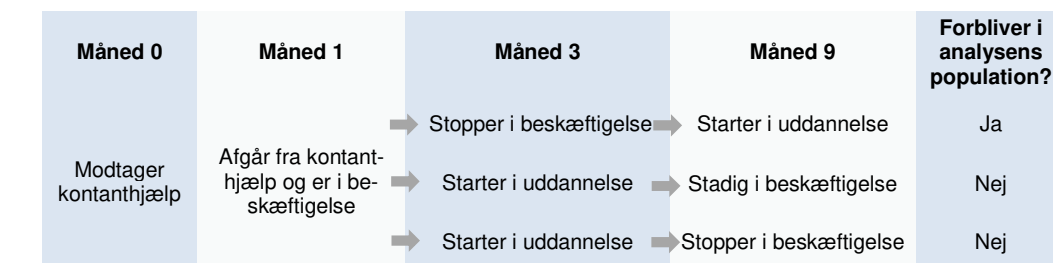 Måned 0
Måned 1
Måned 3
Måned 9
Forbliver i
analysens
population?
Modtager
kontanthjælp
Afgår fra kontant-
hjælp og er i be-
skæftigelse
Stopper i beskæftigelse
Starter i uddannelse
Ja
Starter i uddannelse
Stadig i beskæftigelse
Nej
Starter i uddannelse
Stopper i beskæftigelse
Nej